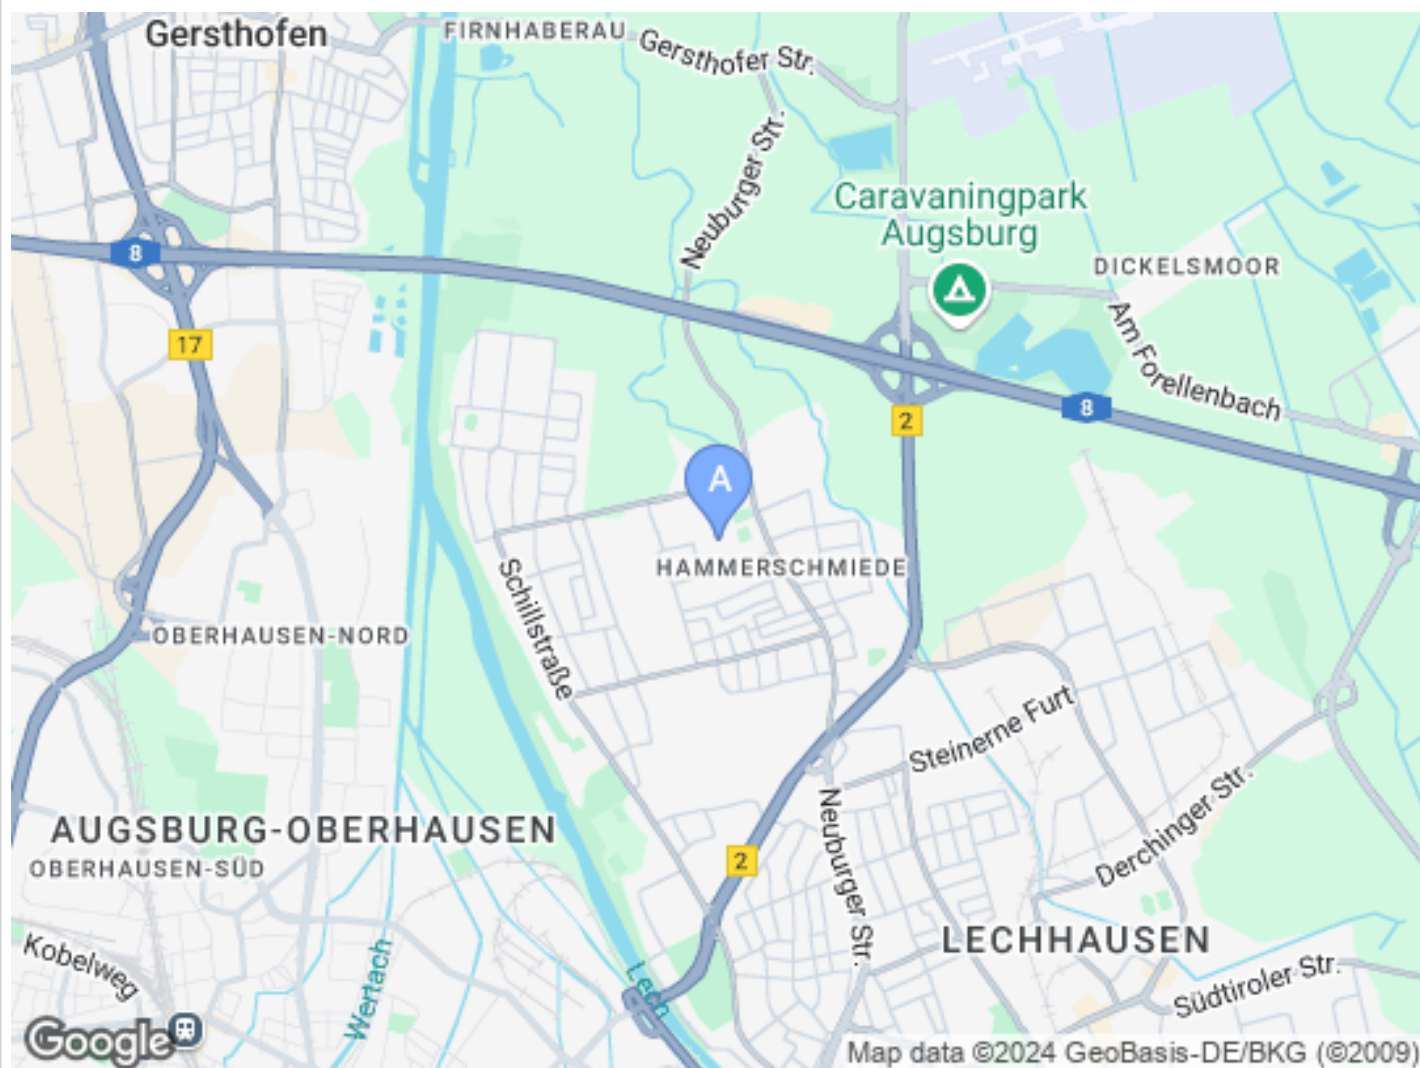 Gersthofen
FIRNHABERAU
Gersthofer Str.
Neuburger Str.
Caravaningpark
Augsburg
8
DICKELSMOOR
17
Am Forellenbach
8
2
A
HAMMERSCHMIEDE
Schillstraße
OBERHAUSEN-NORD
Steinerne Furt
Derchinger Str.
AUGSBURG-OBERHAUSEN
OBERHAUSEN-SÜD
2
Neuburger Str.
LECHHAUSEN
Kobelweg
Wertach
Lech
Südtiroler Str.
Google
Map data ©2024 GeoBasis-DE/BKG (©2009)